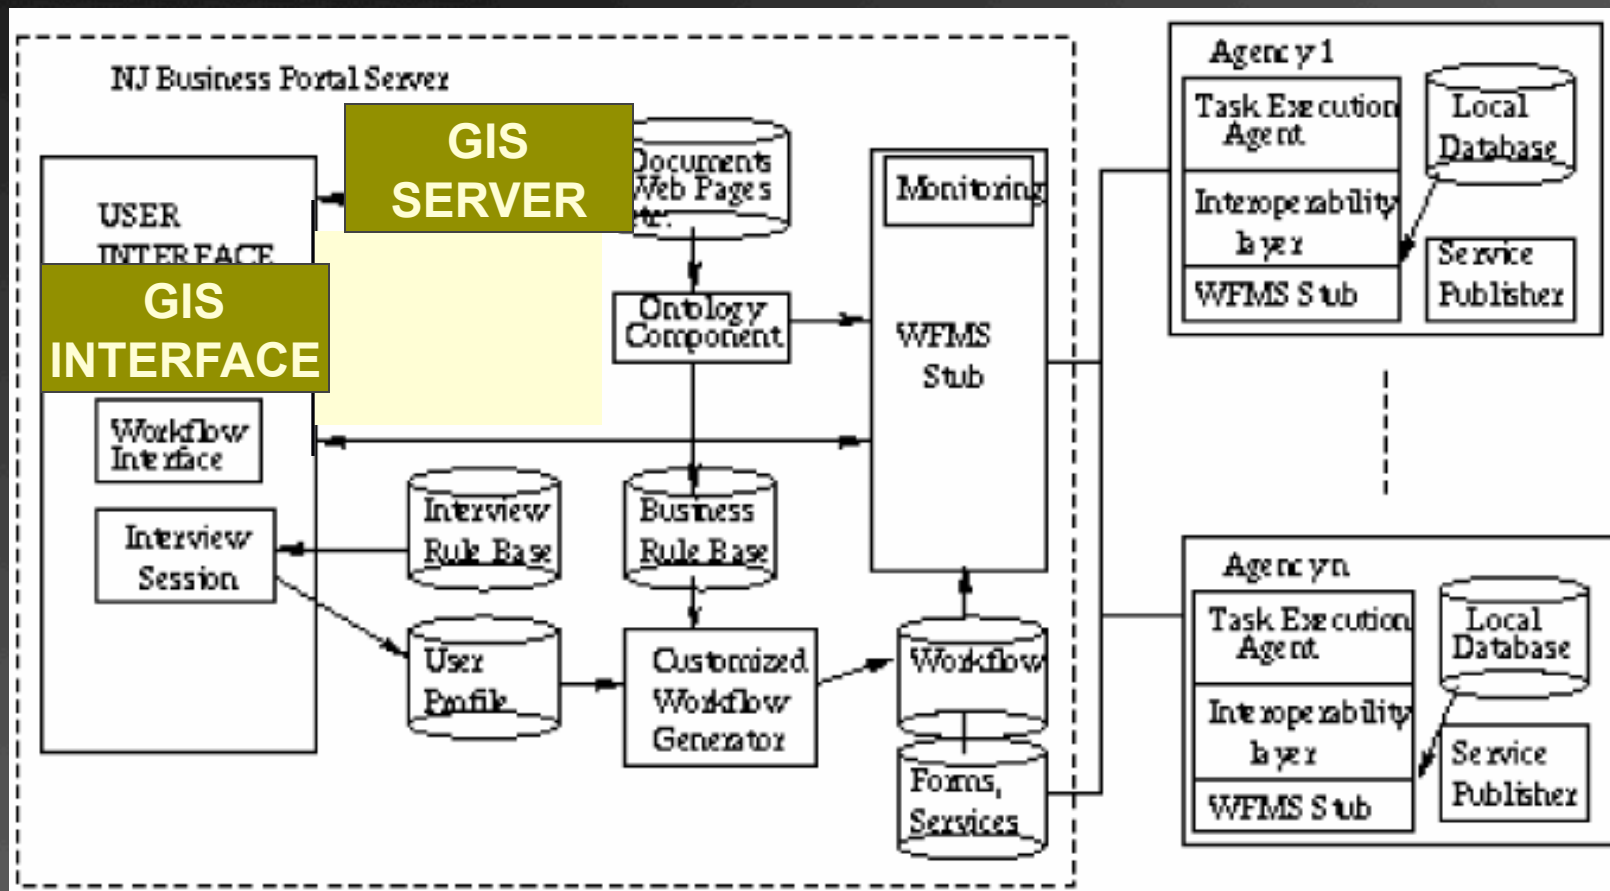 NJ Business Portal Server
GIS
SERVER
Documents
Web Pages
etc.
USER
INTERFACE
GIS
INTERFACE
Workflow
Interface
Interview
Session
Ontology
Component
Monitoring
WFMS
Stub
Interview
Rule Base
Business
Rule Base
User
Profile
Customized
Workflow
Generator
Workflow
Forms,
Services
Agency 1
Task Execution
Agent
Interoperability
layer
WFMS Stub
Local
Database
Service
Publisher
Agency n
Task Execution
Agent
Interoperability
layer
WFMS Stub
Local
Database
Service
Publisher